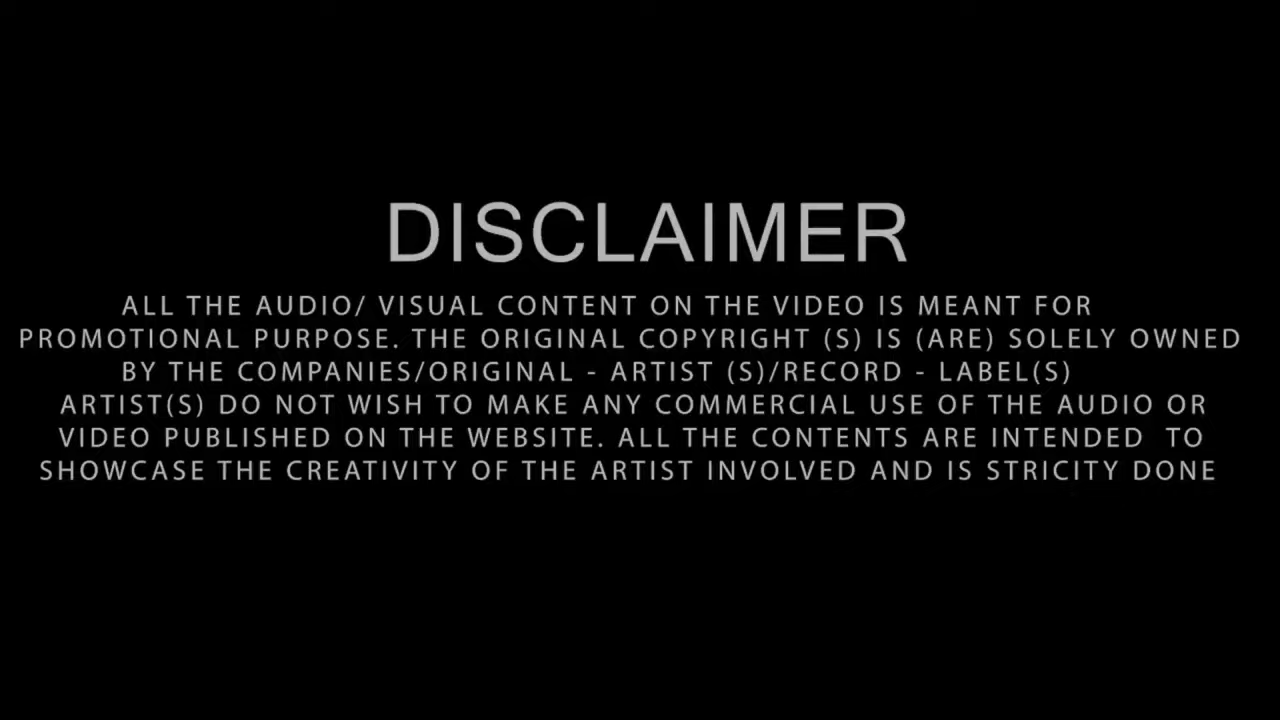 DISCLAIMER
ALL THE AUDIO/ VISUAL CONTENT ON THE VIDEO IS MEANT FOR
PROMOTIONAL PURPOSE. THE ORIGINAL COPYRIGHT (S) IS (ARE) SOLELY OWNED
BY THE COMPANIES/ORIGINAL - ARTIST (S)/RECORD - LABEL(S)
ARTIST(S) DO NOT WISH TO MAKE ANY COMMERCIAL USE OF THE AUDIO OR
VIDEO PUBLISHED ON THE WEBSITE. ALL THE CONTENTS ARE INTENDED  TO
SHOWCASE THE CREATIVITY OF THE ARTIST INVOLVED AND IS STRICITY DONE